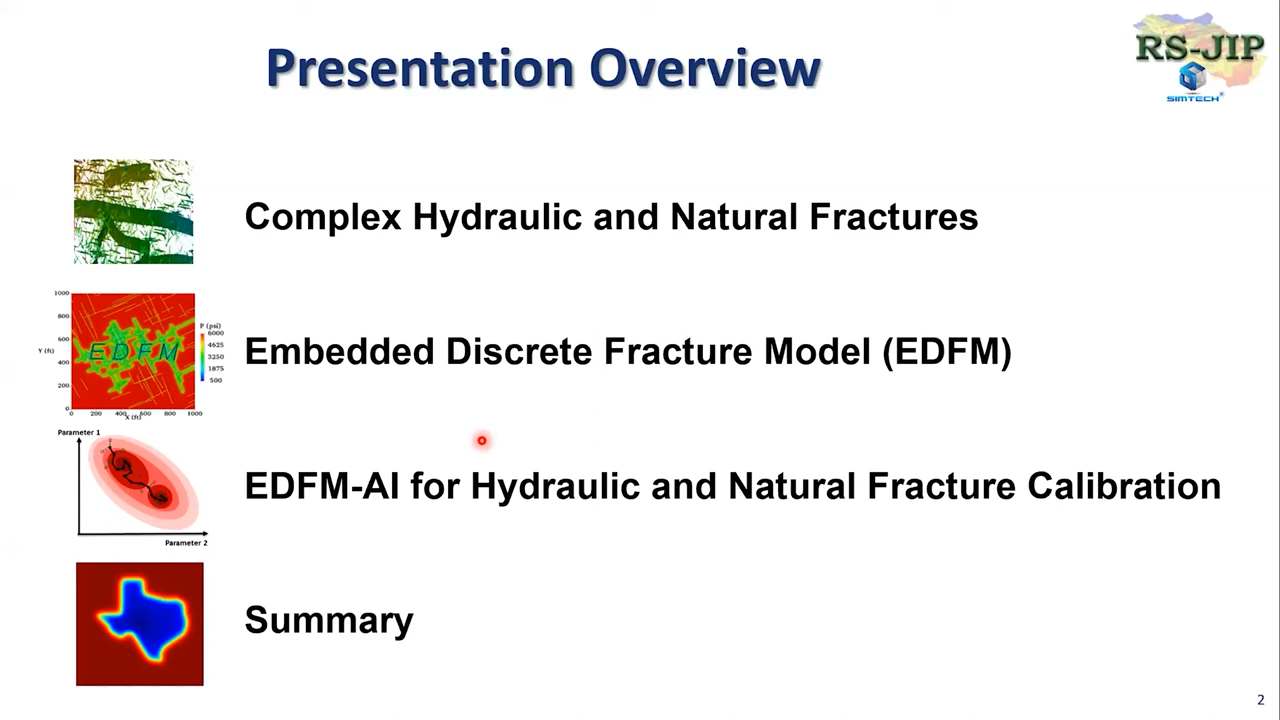 Presentation Overview
RS-JIP
SIMTECH
Complex Hydraulic and Natural Fractures
1000
800
600
Y (ft)
400
200
0
0 200 400 600 800 1000
X (ft)
EDFM
P (psi)
6000
4625
3250
1875
500
Embedded Discrete Fracture Model (EDFM)
Parameter 1
Parameter 2
EDFM-AI for Hydraulic and Natural Fracture Calibration
Summary
2